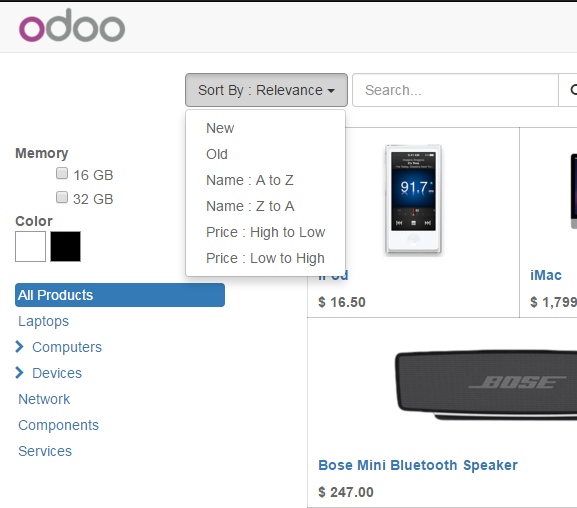 odoo
Sort By : Relevance
Search...
New
Old
Name : A to Z
Name : Z to A
Price : High to Low
Price : Low to High
Memory
16 GB
32 GB
Color
All Products
Laptops
Computers
Devices
Network
Components
Services
91.7
iPod
$ 16.50
iMac
$ 1,799
BOSE
Bose Mini Bluetooth Speaker
$ 247.00